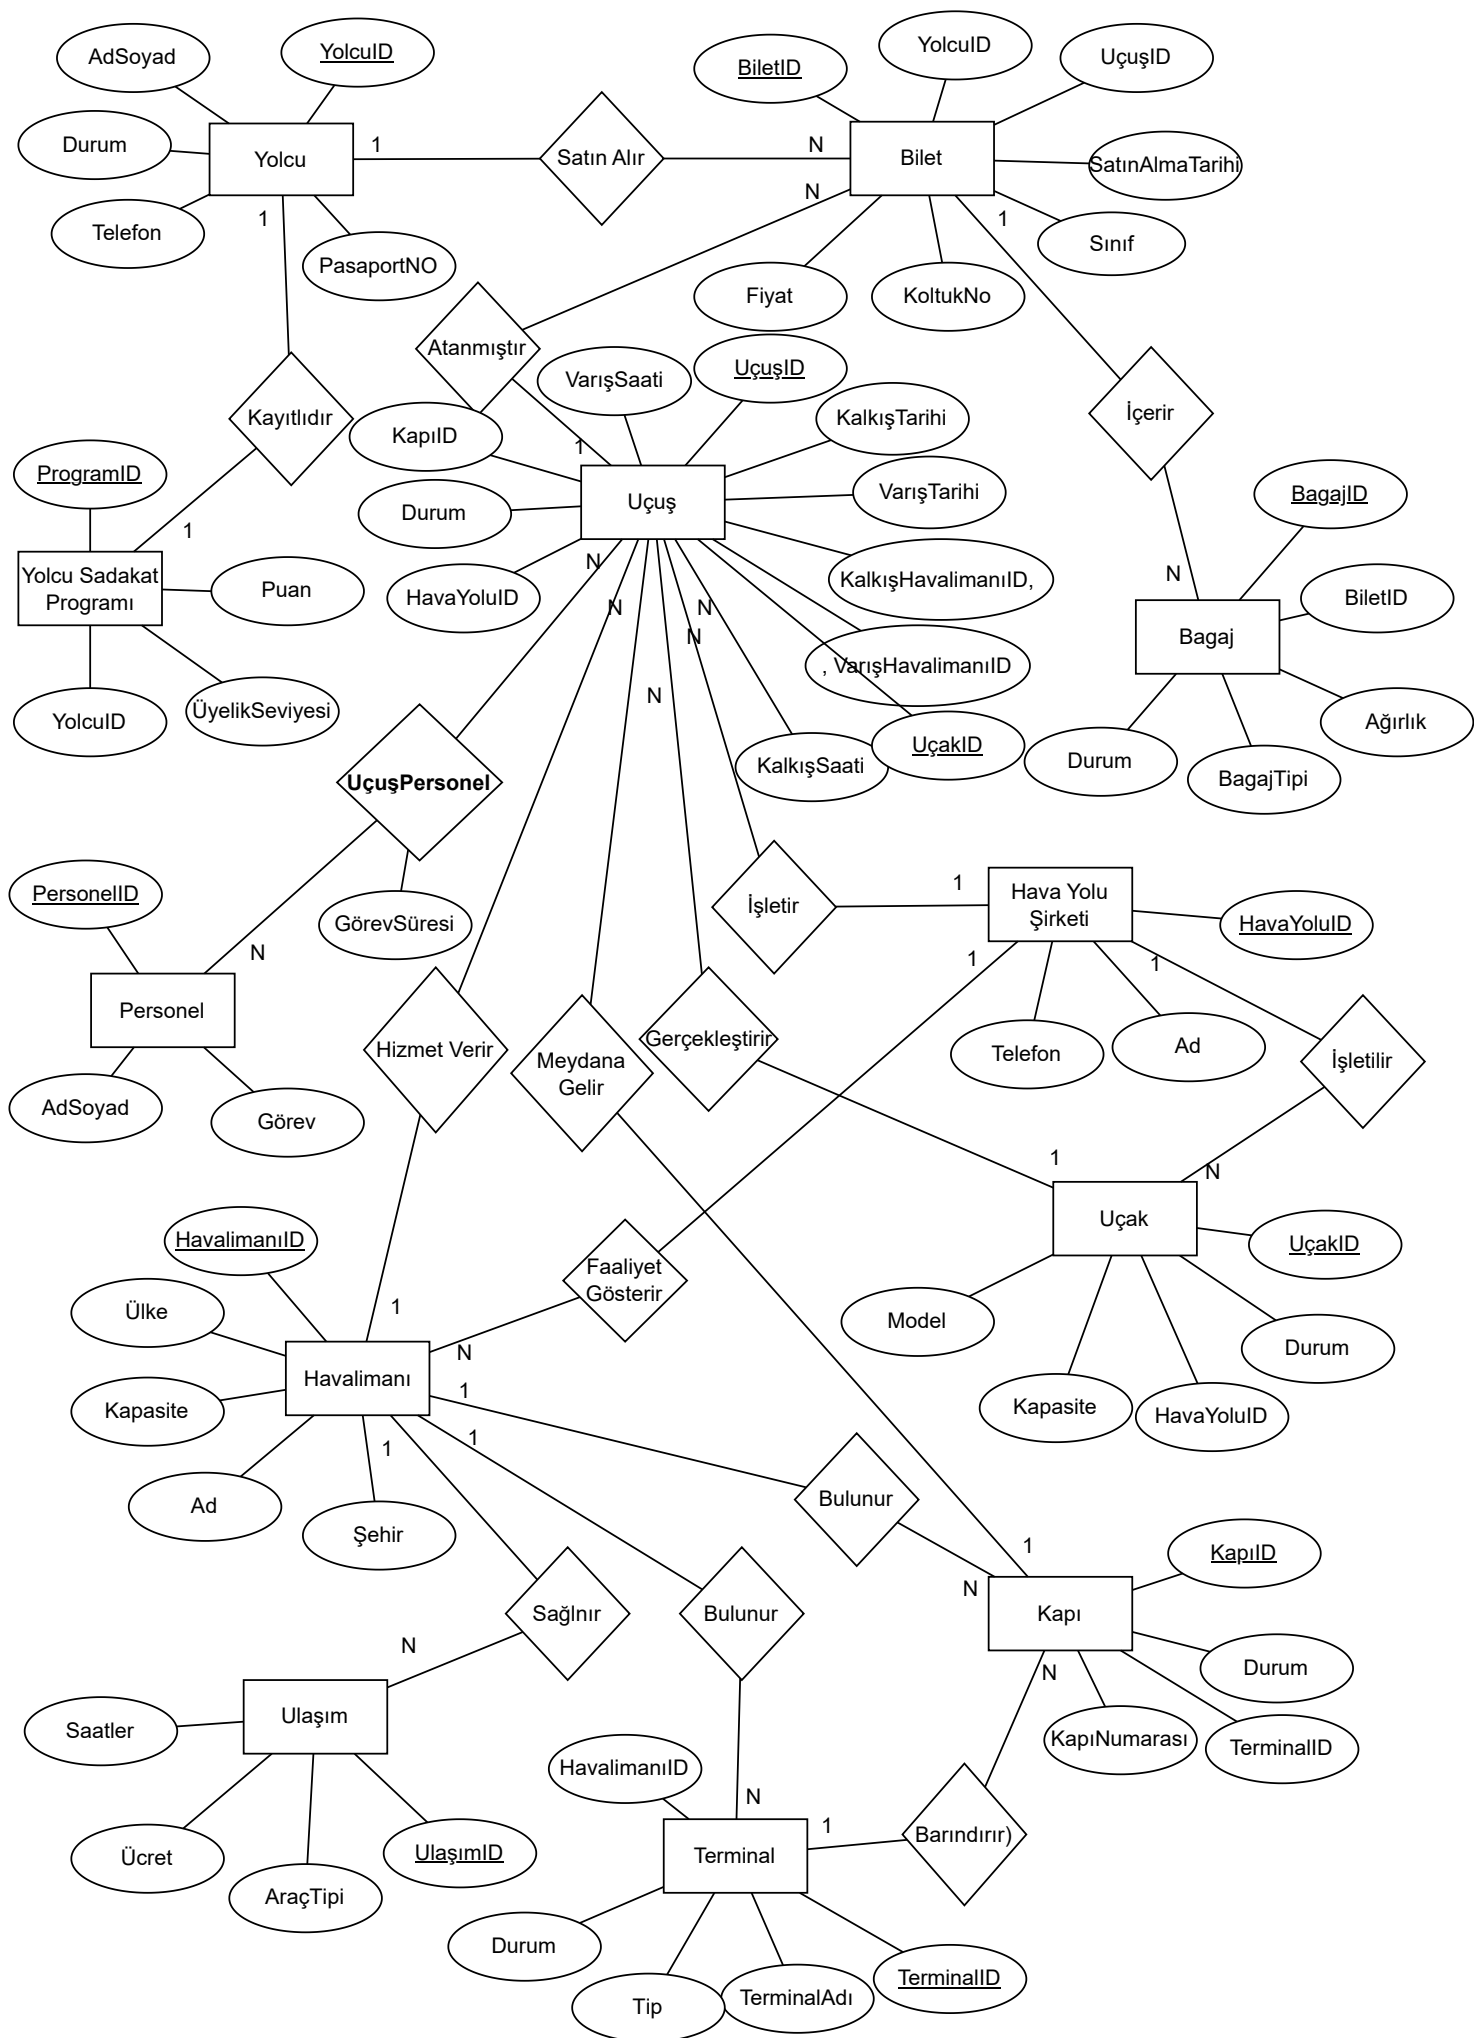 AdSoyad
YolcuID
BiletID
YolcuID
UçuşID
Durum
Yolcu
1
Satın Alır
N
Bilet
SatınAlmaTarihi
Telefon
1
PasaportNO
N
1
Sınıf
Fiyat
KoltukNo
Atanmıştır
VarışSaati
UçuşID
Kayıtlıdır
KapıID
1
KalkışTarihi
İçerir
ProgramID
Durum
Uçuş
VarışTarihi
BagajID
1
Yolcu Sadakat
Programı
Puan
HavaYoluID
N
N
N
N
KalkışHavalimanıID,
N
BiletID
Bagaj
YolcuID
ÜyelikSeviyesi
N
, VarışHavalimanıID
Ağırlık
UçuşPersonel
KalkışSaati
UçakID
Durum
BagajTipi
PersonelID
GörevSüresi
N
İşletir
1
Hava Yolu
Şirketi
HavaYoluID
1
1
Personel
AdSoyad
Görev
Hizmet Verir
Meydana
Gelir
Gerçekleştirir
Telefon
Ad
İşletilir
1
N
HavalimanıID
Uçak
UçakID
Ülke
1
Faaliyet
Gösterir
Model
Durum
N
Havalimanı
1
Kapasite
Kapasite
HavaYoluID
Ad
1
1
Şehir
Bulunur
1
KapıID
N
Kapı
Sağlnır
Bulunur
N
Durum
N
Saatler
Ulaşım
KapıNumarası
TerminalID
HavalimanıID
N
1
Barındırır)
Ücret
AraçTipi
UlaşımID
Terminal
Durum
Tip
TerminalAdı
TerminalID